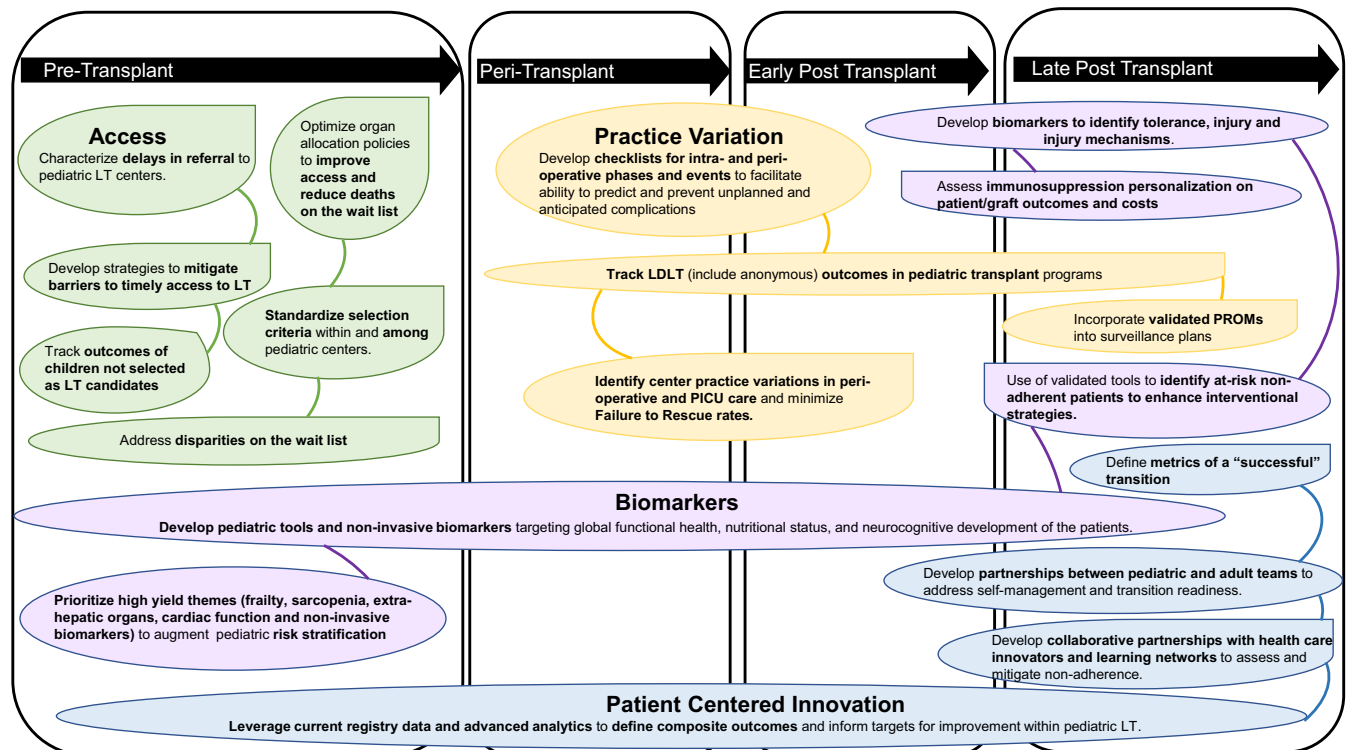 Pre-Transplant
Peri-Transplant
Early Post Transplant
Late Post Transplant
Access
Characterize delays in referral to
pediatric LT centers.
Optimize organ
allocation policies
to improve
access and
reduce deaths
on the wait list
Develop strategies to mitigate
barriers to timely access to LT
Standardize selection
criteria within and among
pediatric centers.
Track outcomes of
children not selected
as LT candidates
Address disparities on the wait list
Practice Variation
Develop checklists for intra- and peri-
operative phases and events to facilitate
ability to predict and prevent unplanned and
anticipated complications
Track LDLT (include anonymous) outcomes in pediatric transplant programs
Incorporate validated PROMs
into surveillance plans
Identify center practice variations in peri-
operative and PICU care and minimize
Failure to Rescue rates.
Develop biomarkers to identify tolerance, injury and
injury mechanisms.
Assess immunosuppression personalization on
patient/graft outcomes and costs
Use of validated tools to identify at-risk non-
adherent patients to enhance interventional
strategies.
Biomarkers
Develop pediatric tools and non-invasive biomarkers targeting global functional health, nutritional status, and neurocognitive development of the patients.
Prioritize high yield themes (frailty, sarcopenia, extra-
hepatic organs, cardiac function and non-invasive
biomarkers) to augment pediatric risk stratification
Define metrics of a “successful”
transition
Develop partnerships between pediatric and adult teams to
address self-management and transition readiness.
Develop collaborative partnerships with health care
innovators and learning networks to assess and
mitigate non-adherence.
Patient Centered Innovation
Leverage current registry data and advanced analytics to define composite outcomes and inform targets for improvement within pediatric LT.